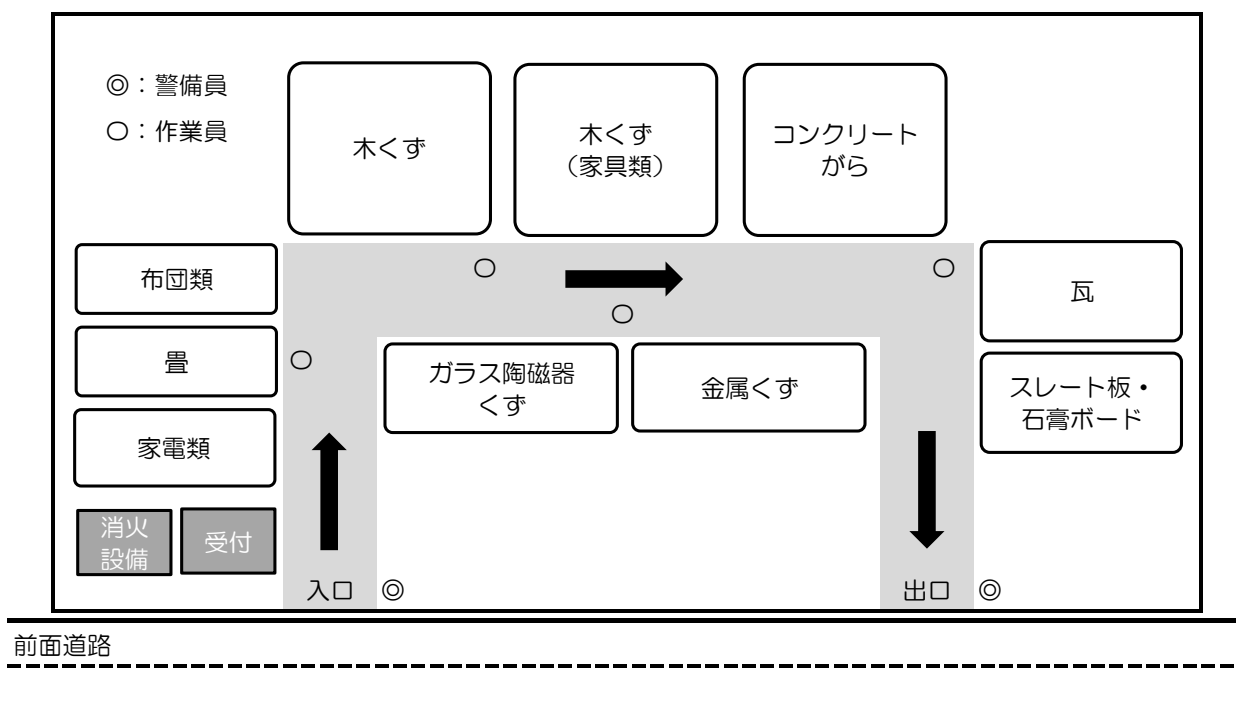 ◎：警備員
○：作業員
木くず
木くず
（家具類）
コンクリート
がら
布団類
畳
家電類
消火
設備
受付
ガラス陶磁器
くず
金属くず
瓦
スレート板・
石膏ボード
入口
◎
出口
◎
前面道路